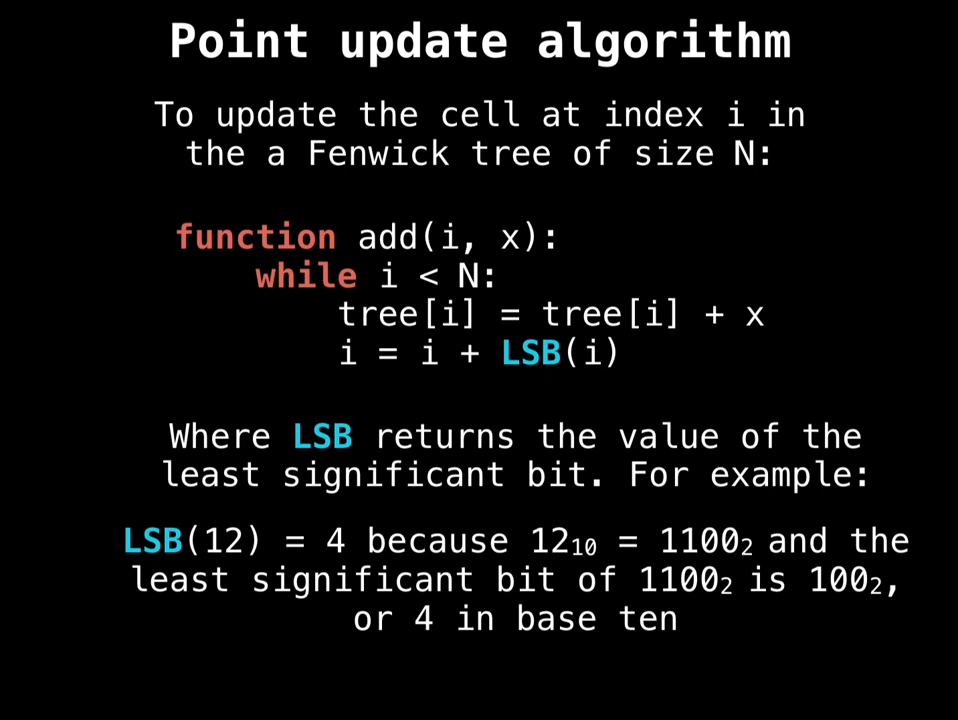 Point update algorithm
To update the cell at index i in
the a Fenwick tree of size N:
function add(i, x):
while i < N:
tree[i] = tree[i] + x
i = i + LSB(i)
Where LSB returns the value of the
least significant bit. For example:
LSB(12) = 4 because 12₁₀ = 1100₂ and the
least significant bit of 1100₂ is 100₂,
or 4 in base ten